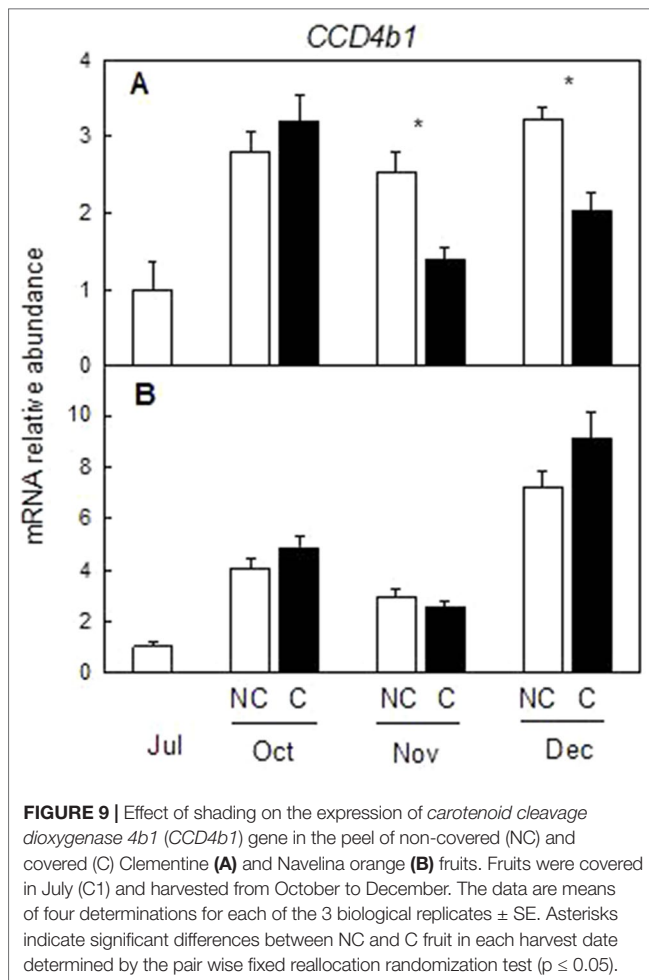 CCD4b1
A
*
*
4
3
2
1
0
mRNA relative abundance
B
10
8
6
4
2
0
NC C NC C NC C
Jul Oct Nov Dec
FIGURE 9 | Effect of shading on the expression of carotenoid cleavage
dioxygenase 4b1 (CCD4b1) gene in the peel of non-covered (NC) and
covered (C) Clementine (A) and Navelina orange (B) fruits. Fruits were covered
in July (C1) and harvested from October to December. The data are means
of four determinations for each of the 3 biological replicates ± SE. Asterisks
indicate significant differences between NC and C fruit in each harvest date
determined by the pair wise fixed reallocation randomization test (p ≤ 0.05).